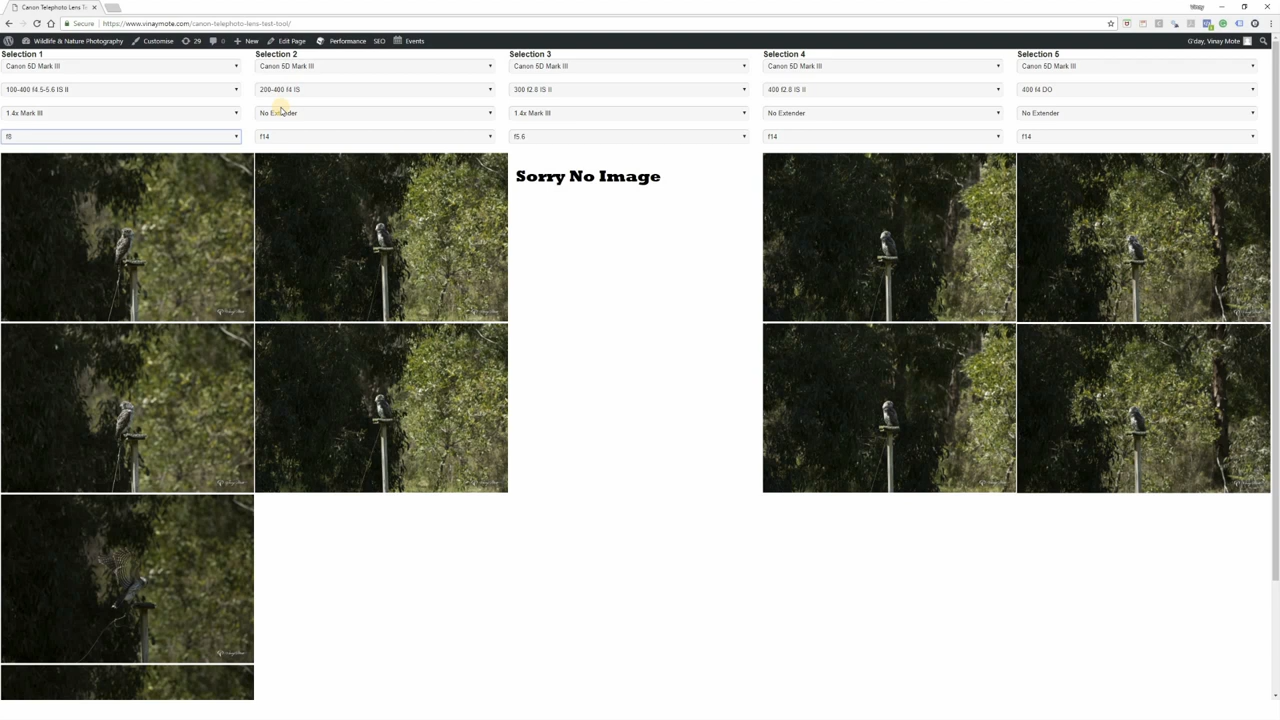 Canon Telephoto Lens T
Vinay
Secure
https://www.vinaymote.com/canon-telephoto-lens-test-tool/
Wildlife & Nature Photography
Customise
29
0
New
Edit Page
Performance
SEO
Events
G'day, Vinay Mote
Selection 1
Selection 2
Selection 3
Selection 4
Selection 5
Canon 5D Mark III
Canon 5D Mark III
Canon 5D Mark III
Canon 5D Mark III
Canon 5D Mark III
100-400 f4.5-5.6 IS II
200-400 f4 IS
300 f2.8 IS II
400 f2.8 IS II
400 f4 DO
1.4x Mark III
No Extender
1.4x Mark III
No Extender
No Extender
f8
f14
f5.6
f14
f14
Sorry No Image